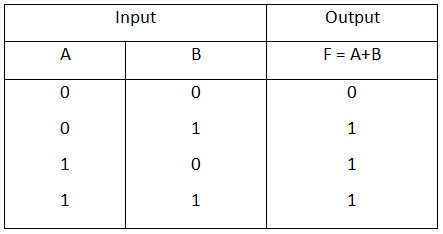 Input Output
A B F = A+B
0 0 0
0 1 1
1 0 1
1 1 1